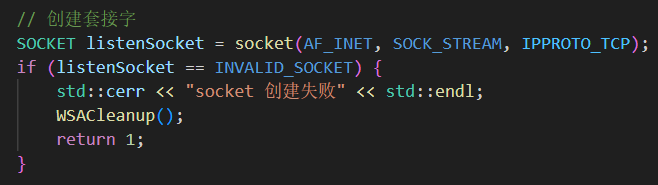 // 创建套接字
SOCKET listenSocket = socket(AF_INET, SOCK_STREAM, IPPROTO_TCP);
if (listenSocket == INVALID_SOCKET) {
    std::cerr << "socket 创建失败" << std::endl;
    WSACleanup();
    return 1;
}